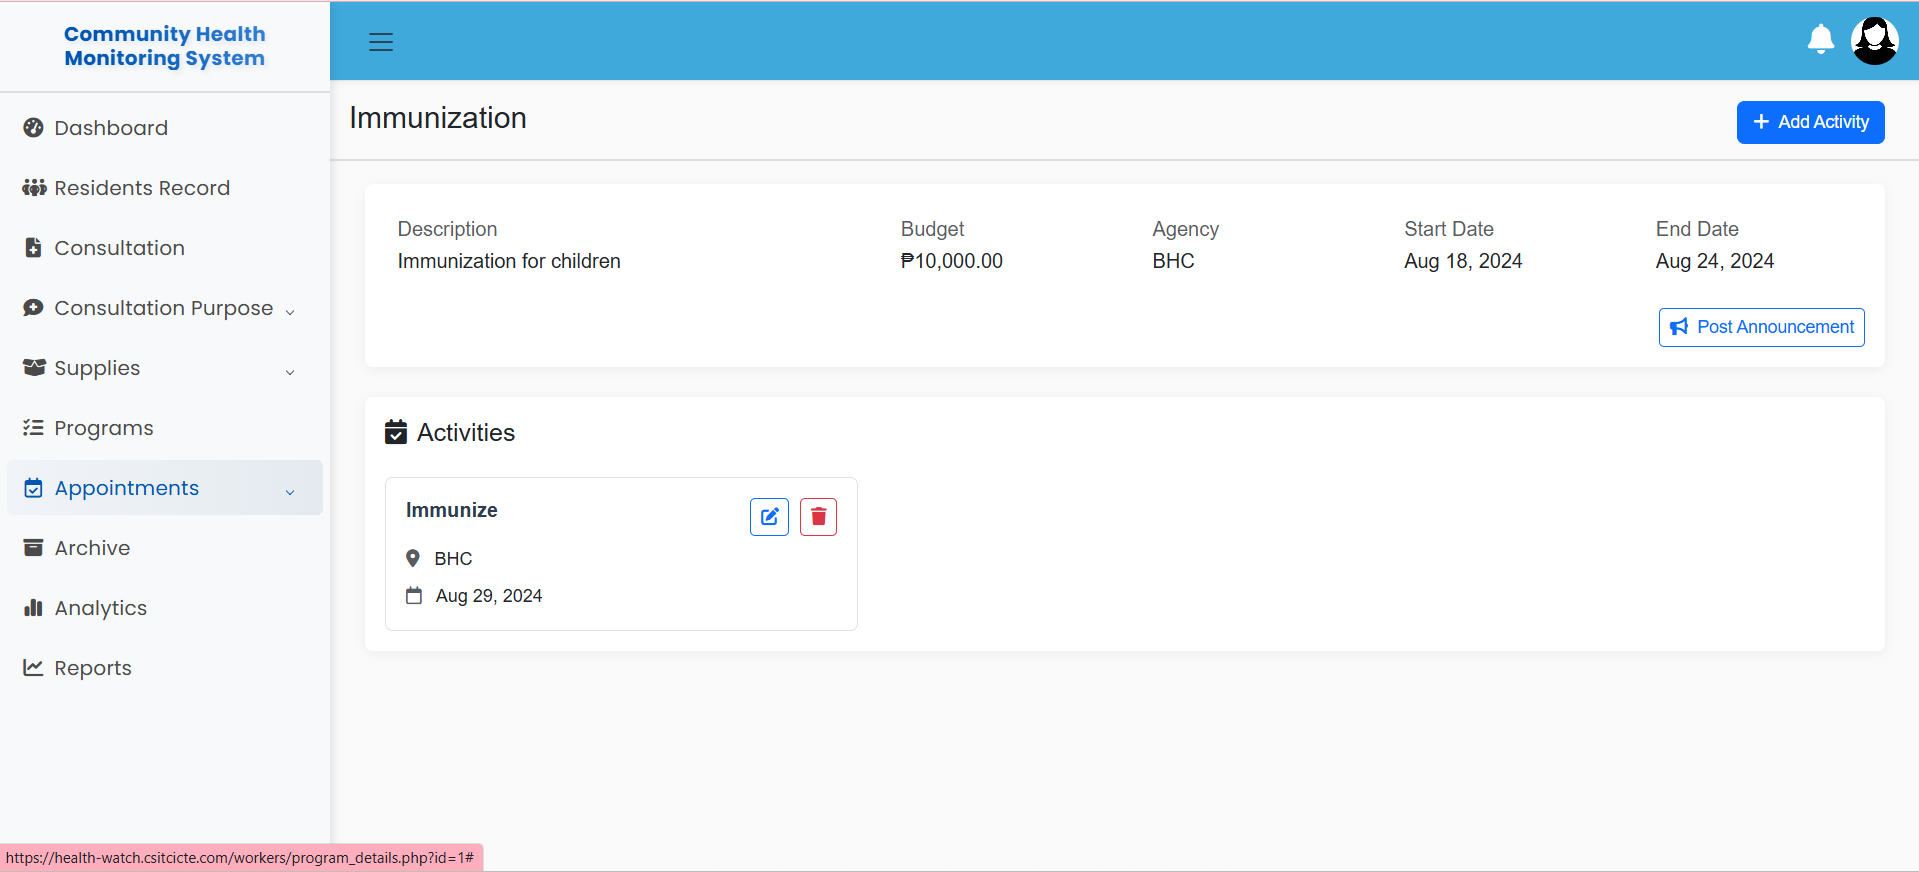 Community Health
Monitoring System
Dashboard
Residents Record
Consultation
Consultation Purpose
Supplies
Programs
Appointments
Archive
Analytics
Reports
Immunization
Add Activity
Description Budget Agency Start Date End Date
Immunization for children ₱10,000.00 BHC Aug 18, 2024 Aug 24, 2024
Post Announcement
Activities
Immunize
BHC
Aug 29, 2024
https://health-watch.csitcicte.com/workers/program_details.php?id=1#